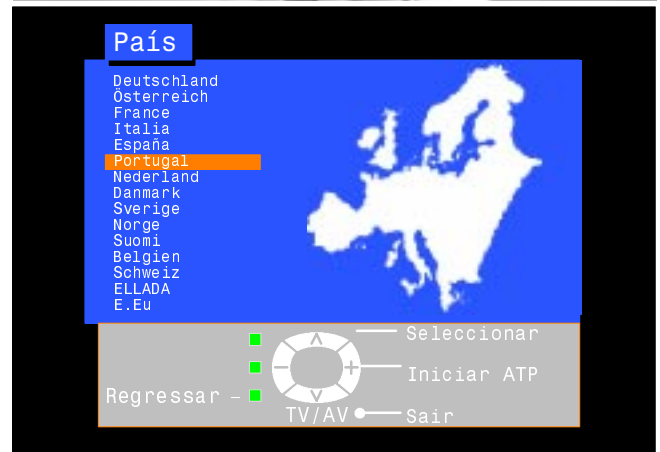 País
Deutschland
Österreich
France
Italia
España
Portugal
Nederland
Danmark
Sverige
Norge
Suomi
Belgien
Schweiz
ELLADA
E.Eu
Seleccionar
Iniciar ATP
Regressar
TV/AV Sair